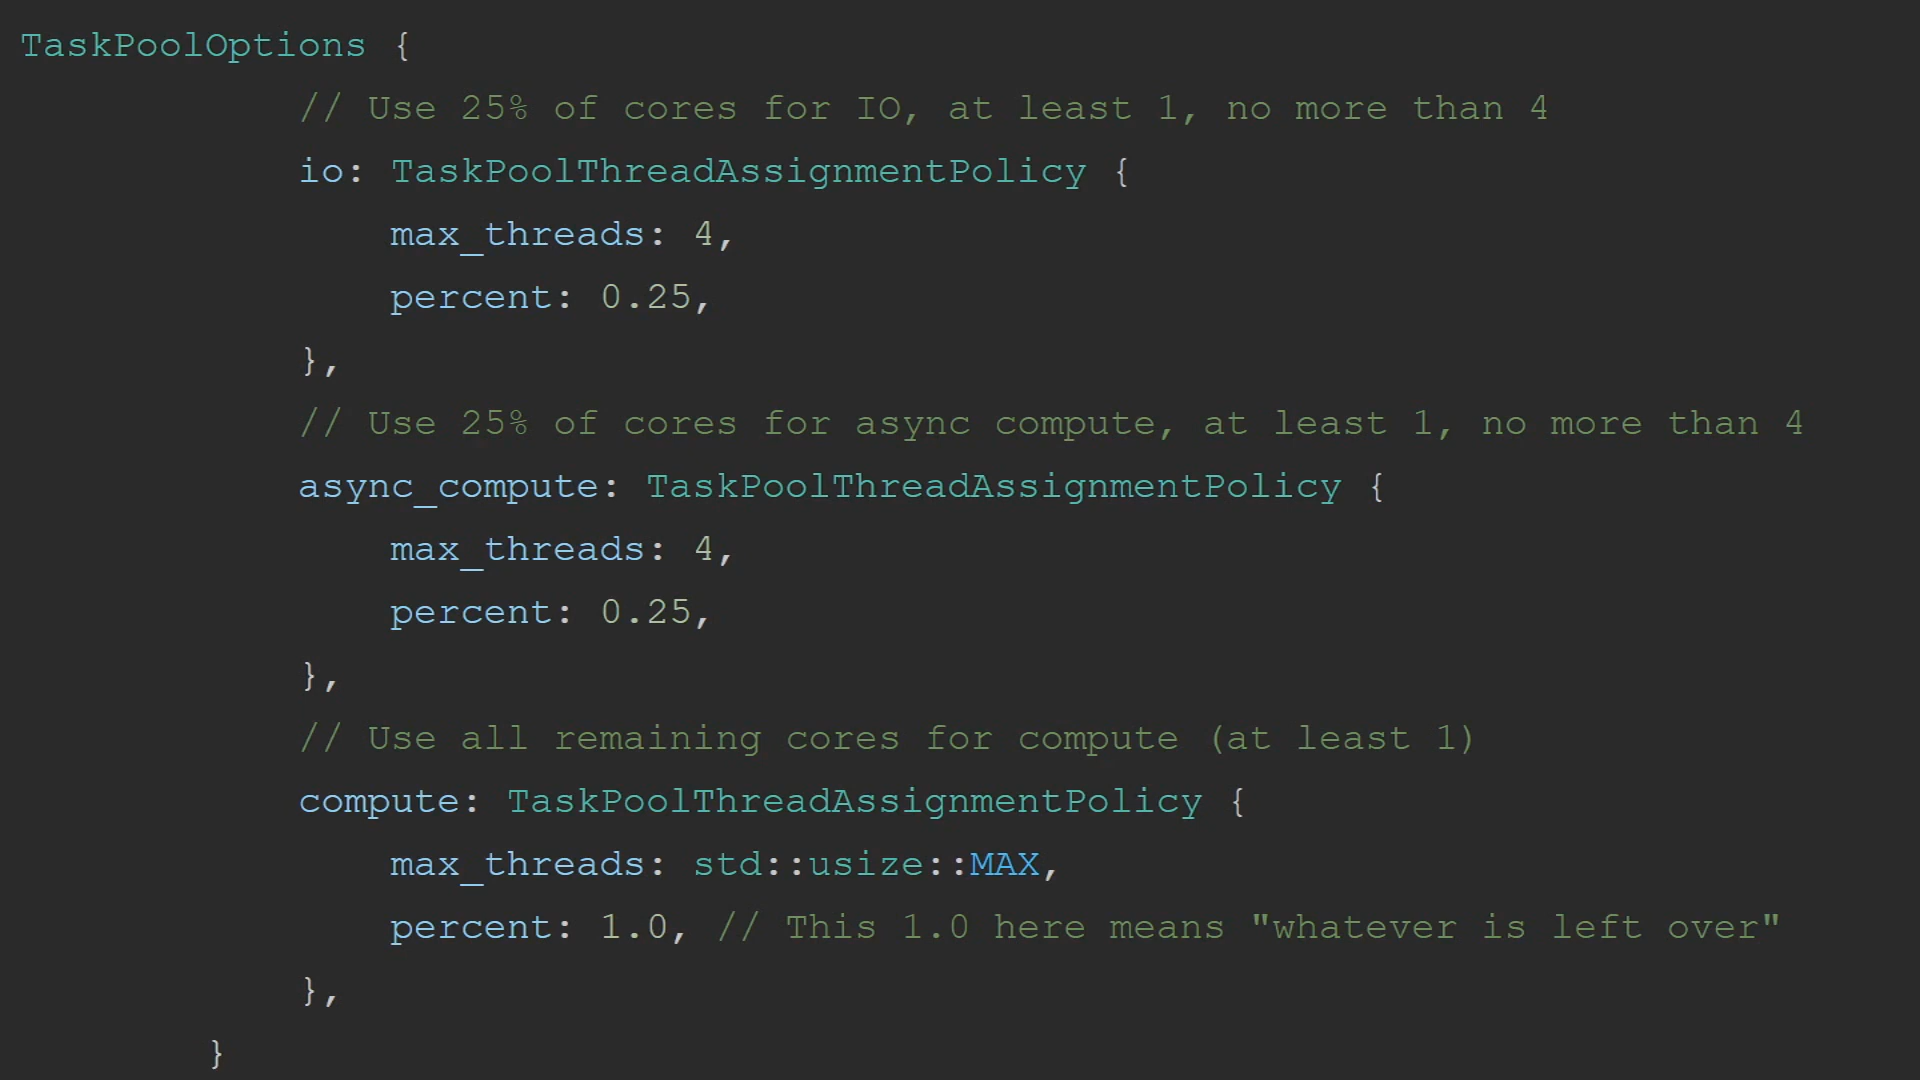 TaskPoolOptions {
// Use 25% of cores for IO, at least 1, no more than 4
io: TaskPoolThreadAssignmentPolicy {
max_threads: 4,
percent: 0.25,
},
// Use 25% of cores for async compute, at least 1, no more than 4
async_compute: TaskPoolThreadAssignmentPolicy {
max_threads: 4,
percent: 0.25,
},
// Use all remaining cores for compute (at least 1)
compute: TaskPoolThreadAssignmentPolicy {
max_threads: std::usize::MAX,
percent: 1.0, // This 1.0 here means "whatever is left over"
},
}